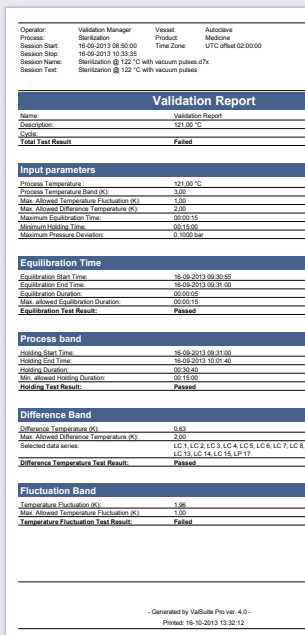 Operator: Validation Manager Vessel: Autoclave
Process: Sterilization Product: Medicine
Session Start: 16-09-2013 08:50:00 Time Zone: UTC offset 02:00:00
Session Stop: 16-09-2013 10:33:35
Session Name: Sterilization @ 122 °C with vacuum pulses.d7x
Session Text: Sterilizarion @ 122 °C with vacuum pulses
Validation Report
Name: Validation Report
Description: 121,00 °C
Cycle:
Total Test Result Failed
Input parameters
Process Temperature : 121,00 °C
Process Temperature Band (K): 3,00
Max. Allowed Temperature Fluctuation (K): 1,00
Max. Allowed Difference Temperature (K): 2,00
Maximum Equilibration Time: 00:00:15
Minimum Holding Time: 00:15:00
Maximum Pressure Deviation: 0,1000 bar
Equilibration Time
Equilibration Start Time: 16-09-2013 09:30:55
Equilibration End Time: 16-09-2013 09:31:00
Equilibration Duration: 00:00:05
Max. allowed Equilibration Duration: 00:00:15
Equilibration Test Result: Passed
Process band
Holding Start Time: 16-09-2013 09:31:00
Holding End Time: 16-09-2013 10:01:40
Holding Duration: 00:30:40
Min. allowed Holding Duration: 00:15:00
Holding Test Result: Passed
Difference Band
Difference Temperature (K): 0,63
Max. Allowed Difference Temperature (K): 2,00
Selected data series: LC 1, LC 2, LC 3, LC 4, LC 5, LC 6, LC 7, LC 8,
LC 13, LC 14, LC 15, LP 17
Difference Temperature Test Result: Passed
Fluctuation Band
Temperature Fluctuation (K): 1,96
Max. Allowed Temperature Fluctuation (K): 1,00
Temperature Fluctuation Test Result: Failed
- Generated by ValSuite Pro ver. 4.0 -
Printed: 16-10-2013 13:32:12